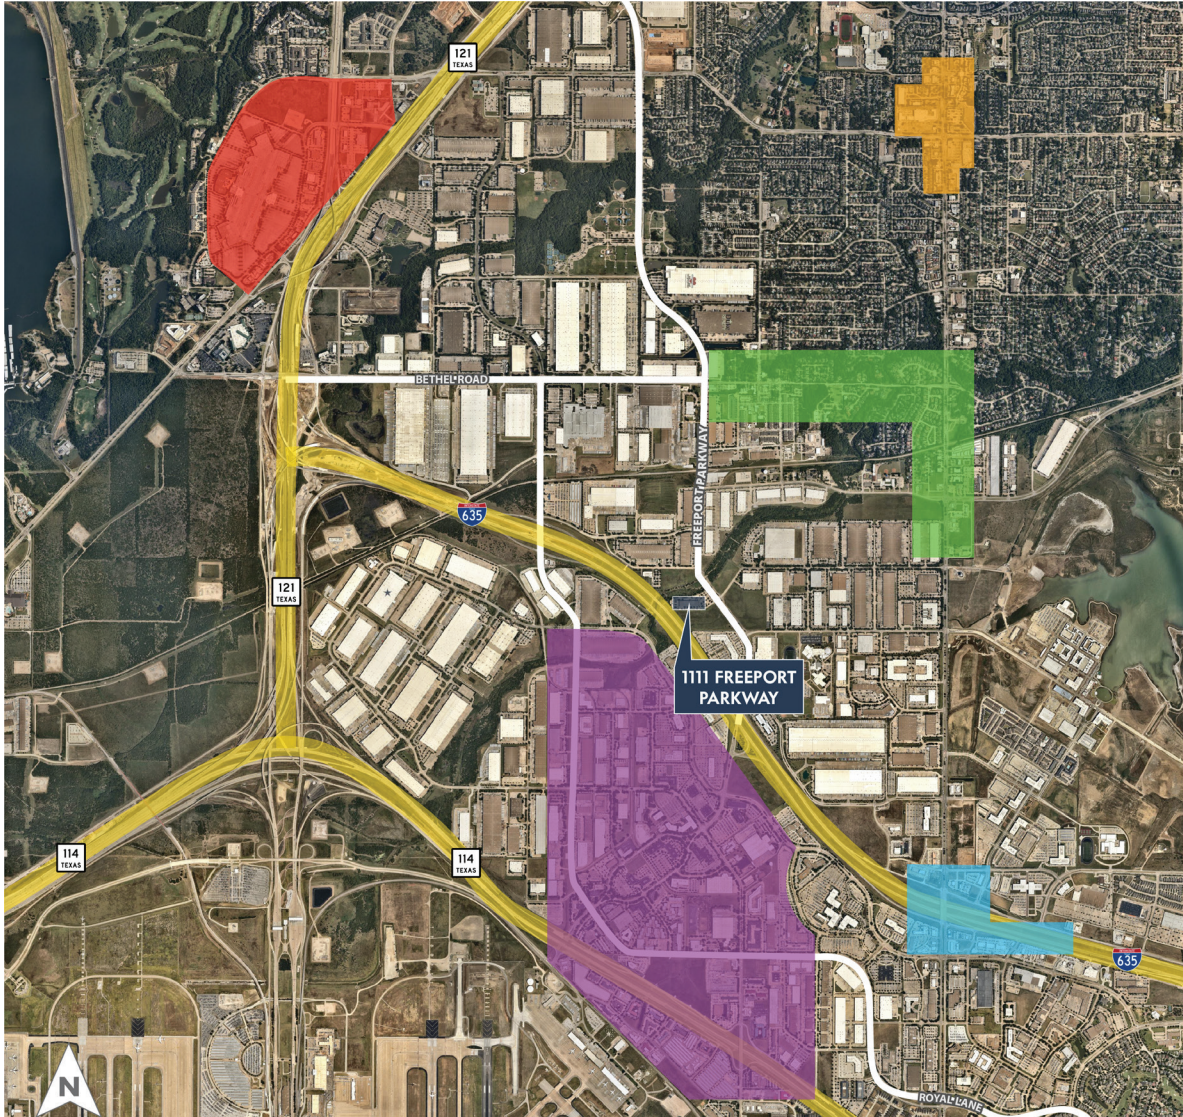 121
TEXAS
BETHEL ROAD
FREEPORT PARKWAY
635
121
TEXAS
1111 FREEPORT
PARKWAY
114
TEXAS
114
TEXAS
635
N
ROYAL LANE